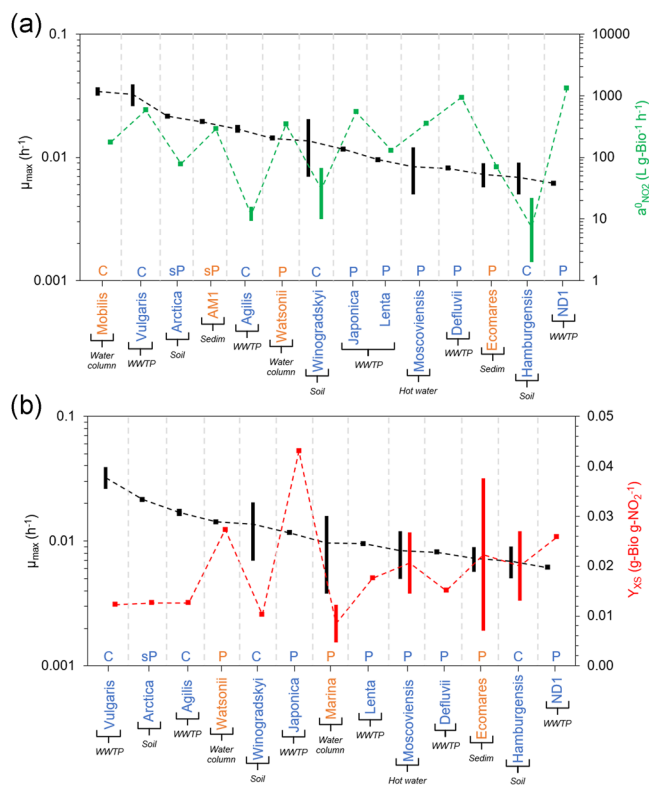 (a)
0.1
0.01
0.001
μmax (h-1)
10000
1000
100
10
1
a0NO2 (L g-Bio-1 h-1)
C C sP sP C P C P P P P P C P
Mobilis Vulgaris Arctica AM1 Agilis Watsonii Winogradskyi Japonica Lenta Moscoviensis Defluvii Ecomares Hamburgensis ND1
Water column WWTP Soil Sedim WWTP Water column Soil WWTP Hot water WWTP Sedim Soil WWTP
(b)
0.1
0.01
0.001
μmax (h-1)
0.05
0.04
0.03
0.02
0.01
0.00
YXS (g-Bio g-NO2-1)
C sP C P C P P P P P P C P
Vulgaris Arctica Agilis Watsonii Winogradskyi Japonica Marina Lenta Moscoviensis Defluvii Ecomares Hamburgensis ND1
WWTP Soil WWTP Water column Soil WWTP Water column WWTP Hot water WWTP Sedim Soil WWTP